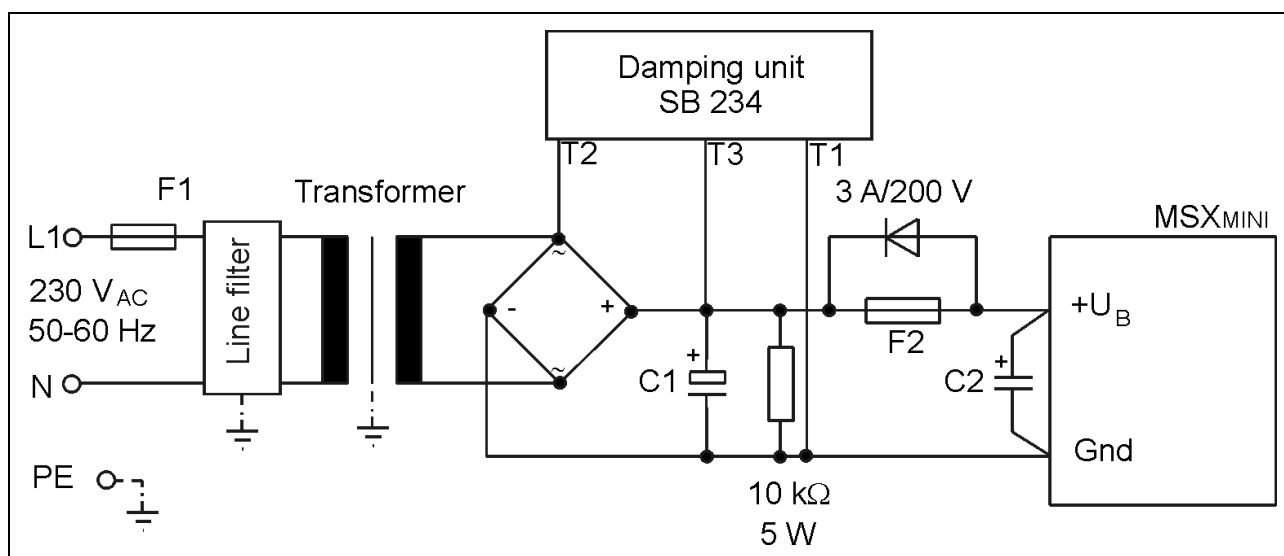 Damping unit
SB 234
T2
T3
T1
F1
Transformer
3 A/200 V
MSXMINI
L1
230 VAC
50-60 Hz
Line filter
~
-
+
~
+UB
F2
+
C1
+
C2
N
Gnd
PE
10 kΩ
5 W